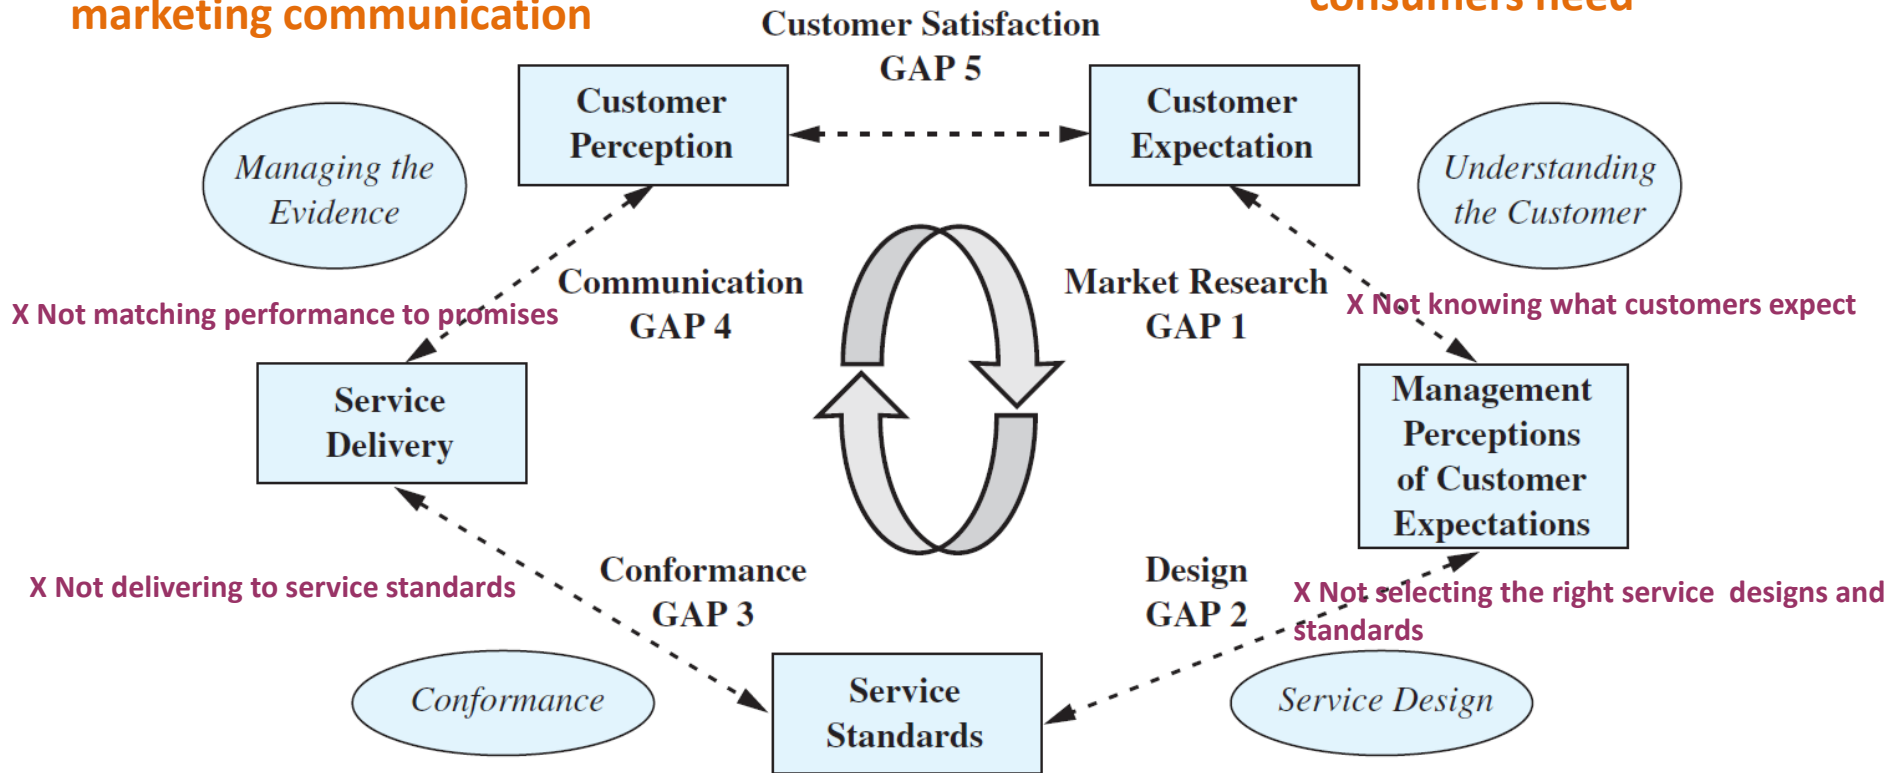 marketing communication
consumers need
Customer Satisfaction
GAP 5
Customer
Perception
Customer
Expectation
Managing the
Evidence
Understanding
the Customer
Communication
GAP 4
Market Research
GAP 1
X Not matching performance to promises
X Not knowing what customers expect
Service
Delivery
Management
Perceptions
of Customer
Expectations
X Not delivering to service standards
Conformance
GAP 3
Design
GAP 2
X Not selecting the right service designs and
standards
Conformance
Service
Standards
Service Design